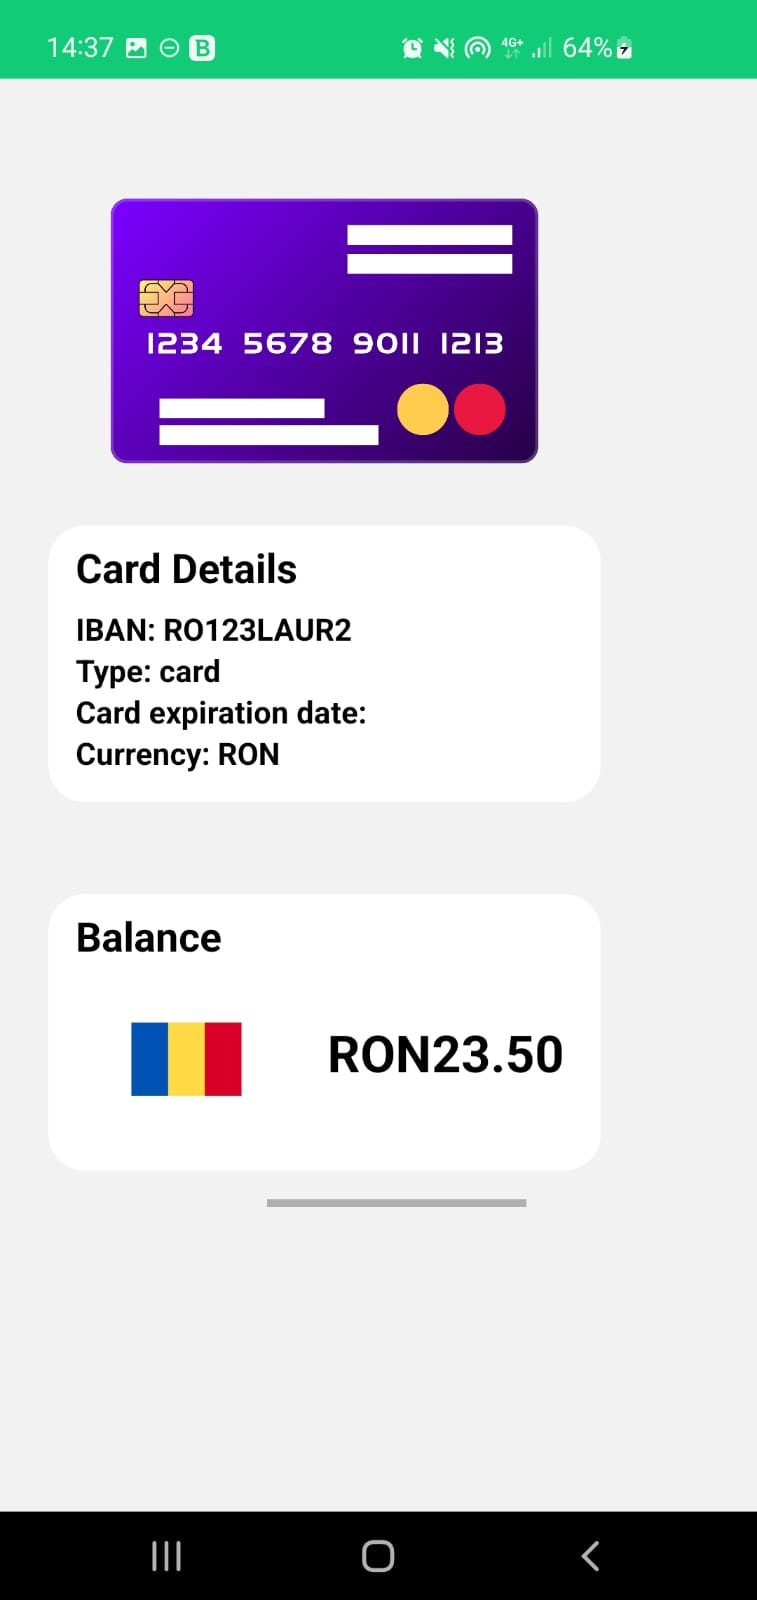 14:37 B 4G+ 64%
1234 5678 9011 1213
Card Details
IBAN: RO123LAUR2
Type: card
Card expiration date:
Currency: RON
Balance
RON23.50